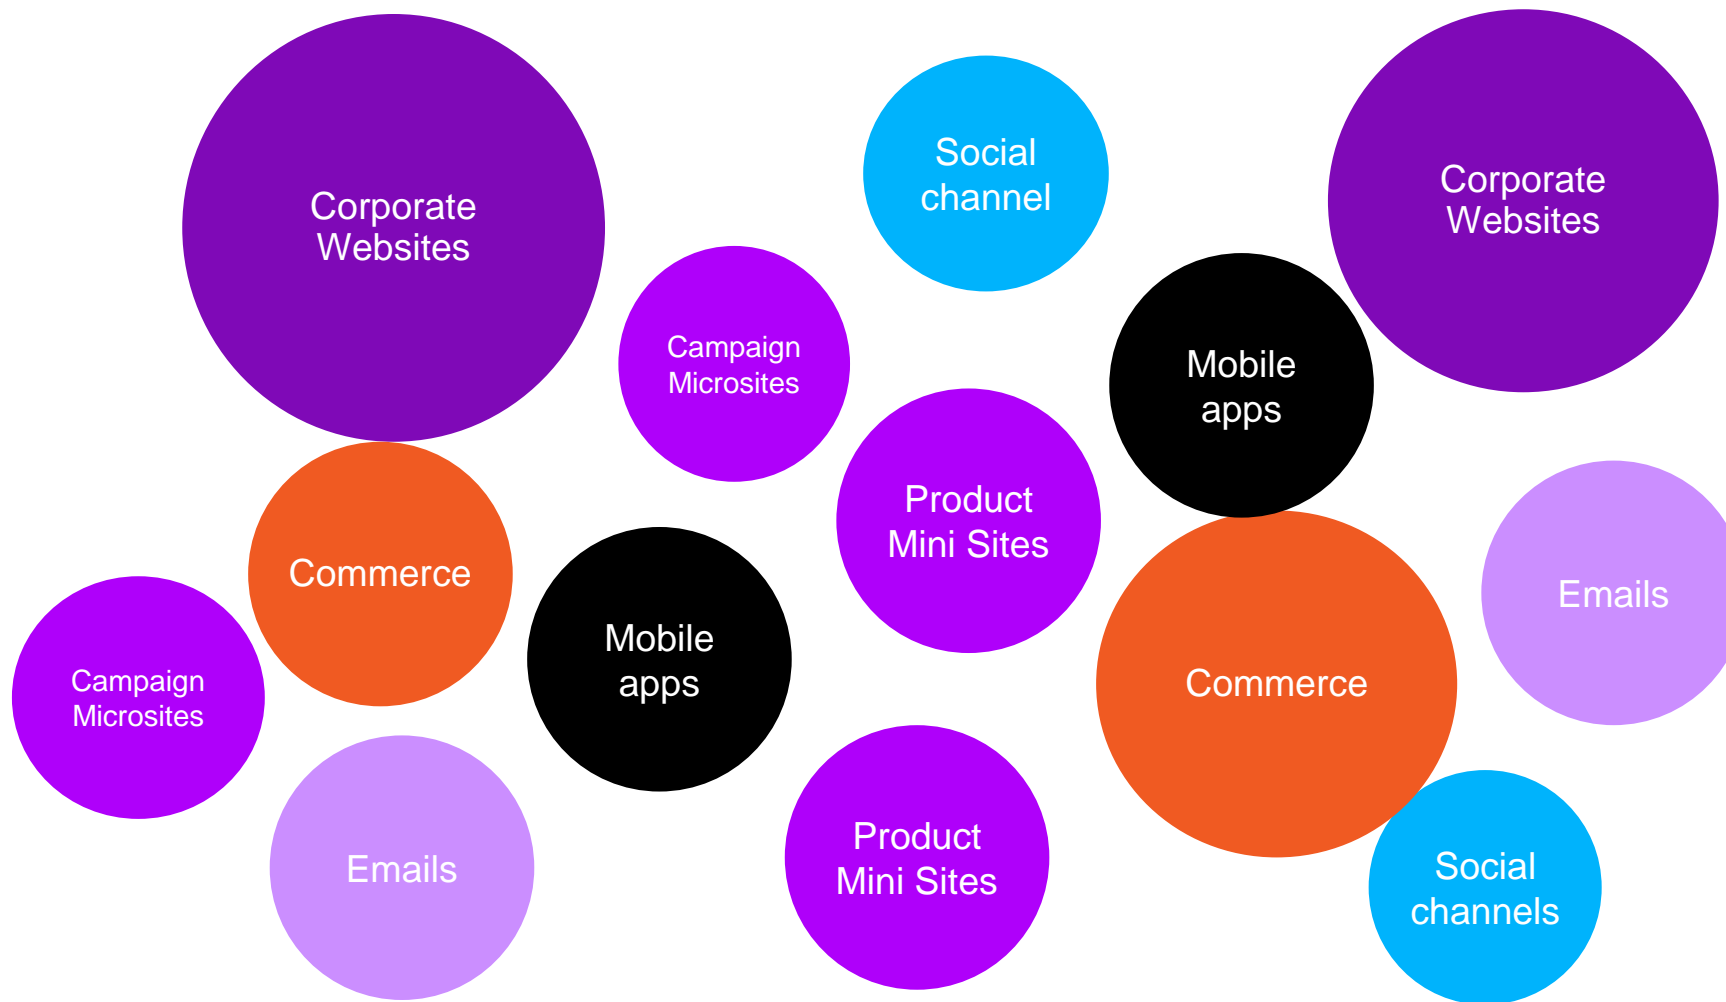 Corporate
Websites
Social
channel
Corporate
Websites
Campaign
Microsites
Mobile
apps
Product
Mini Sites
Commerce
Emails
Mobile
apps
Commerce
Campaign
Microsites
Emails
Product
Mini Sites
Social
channels